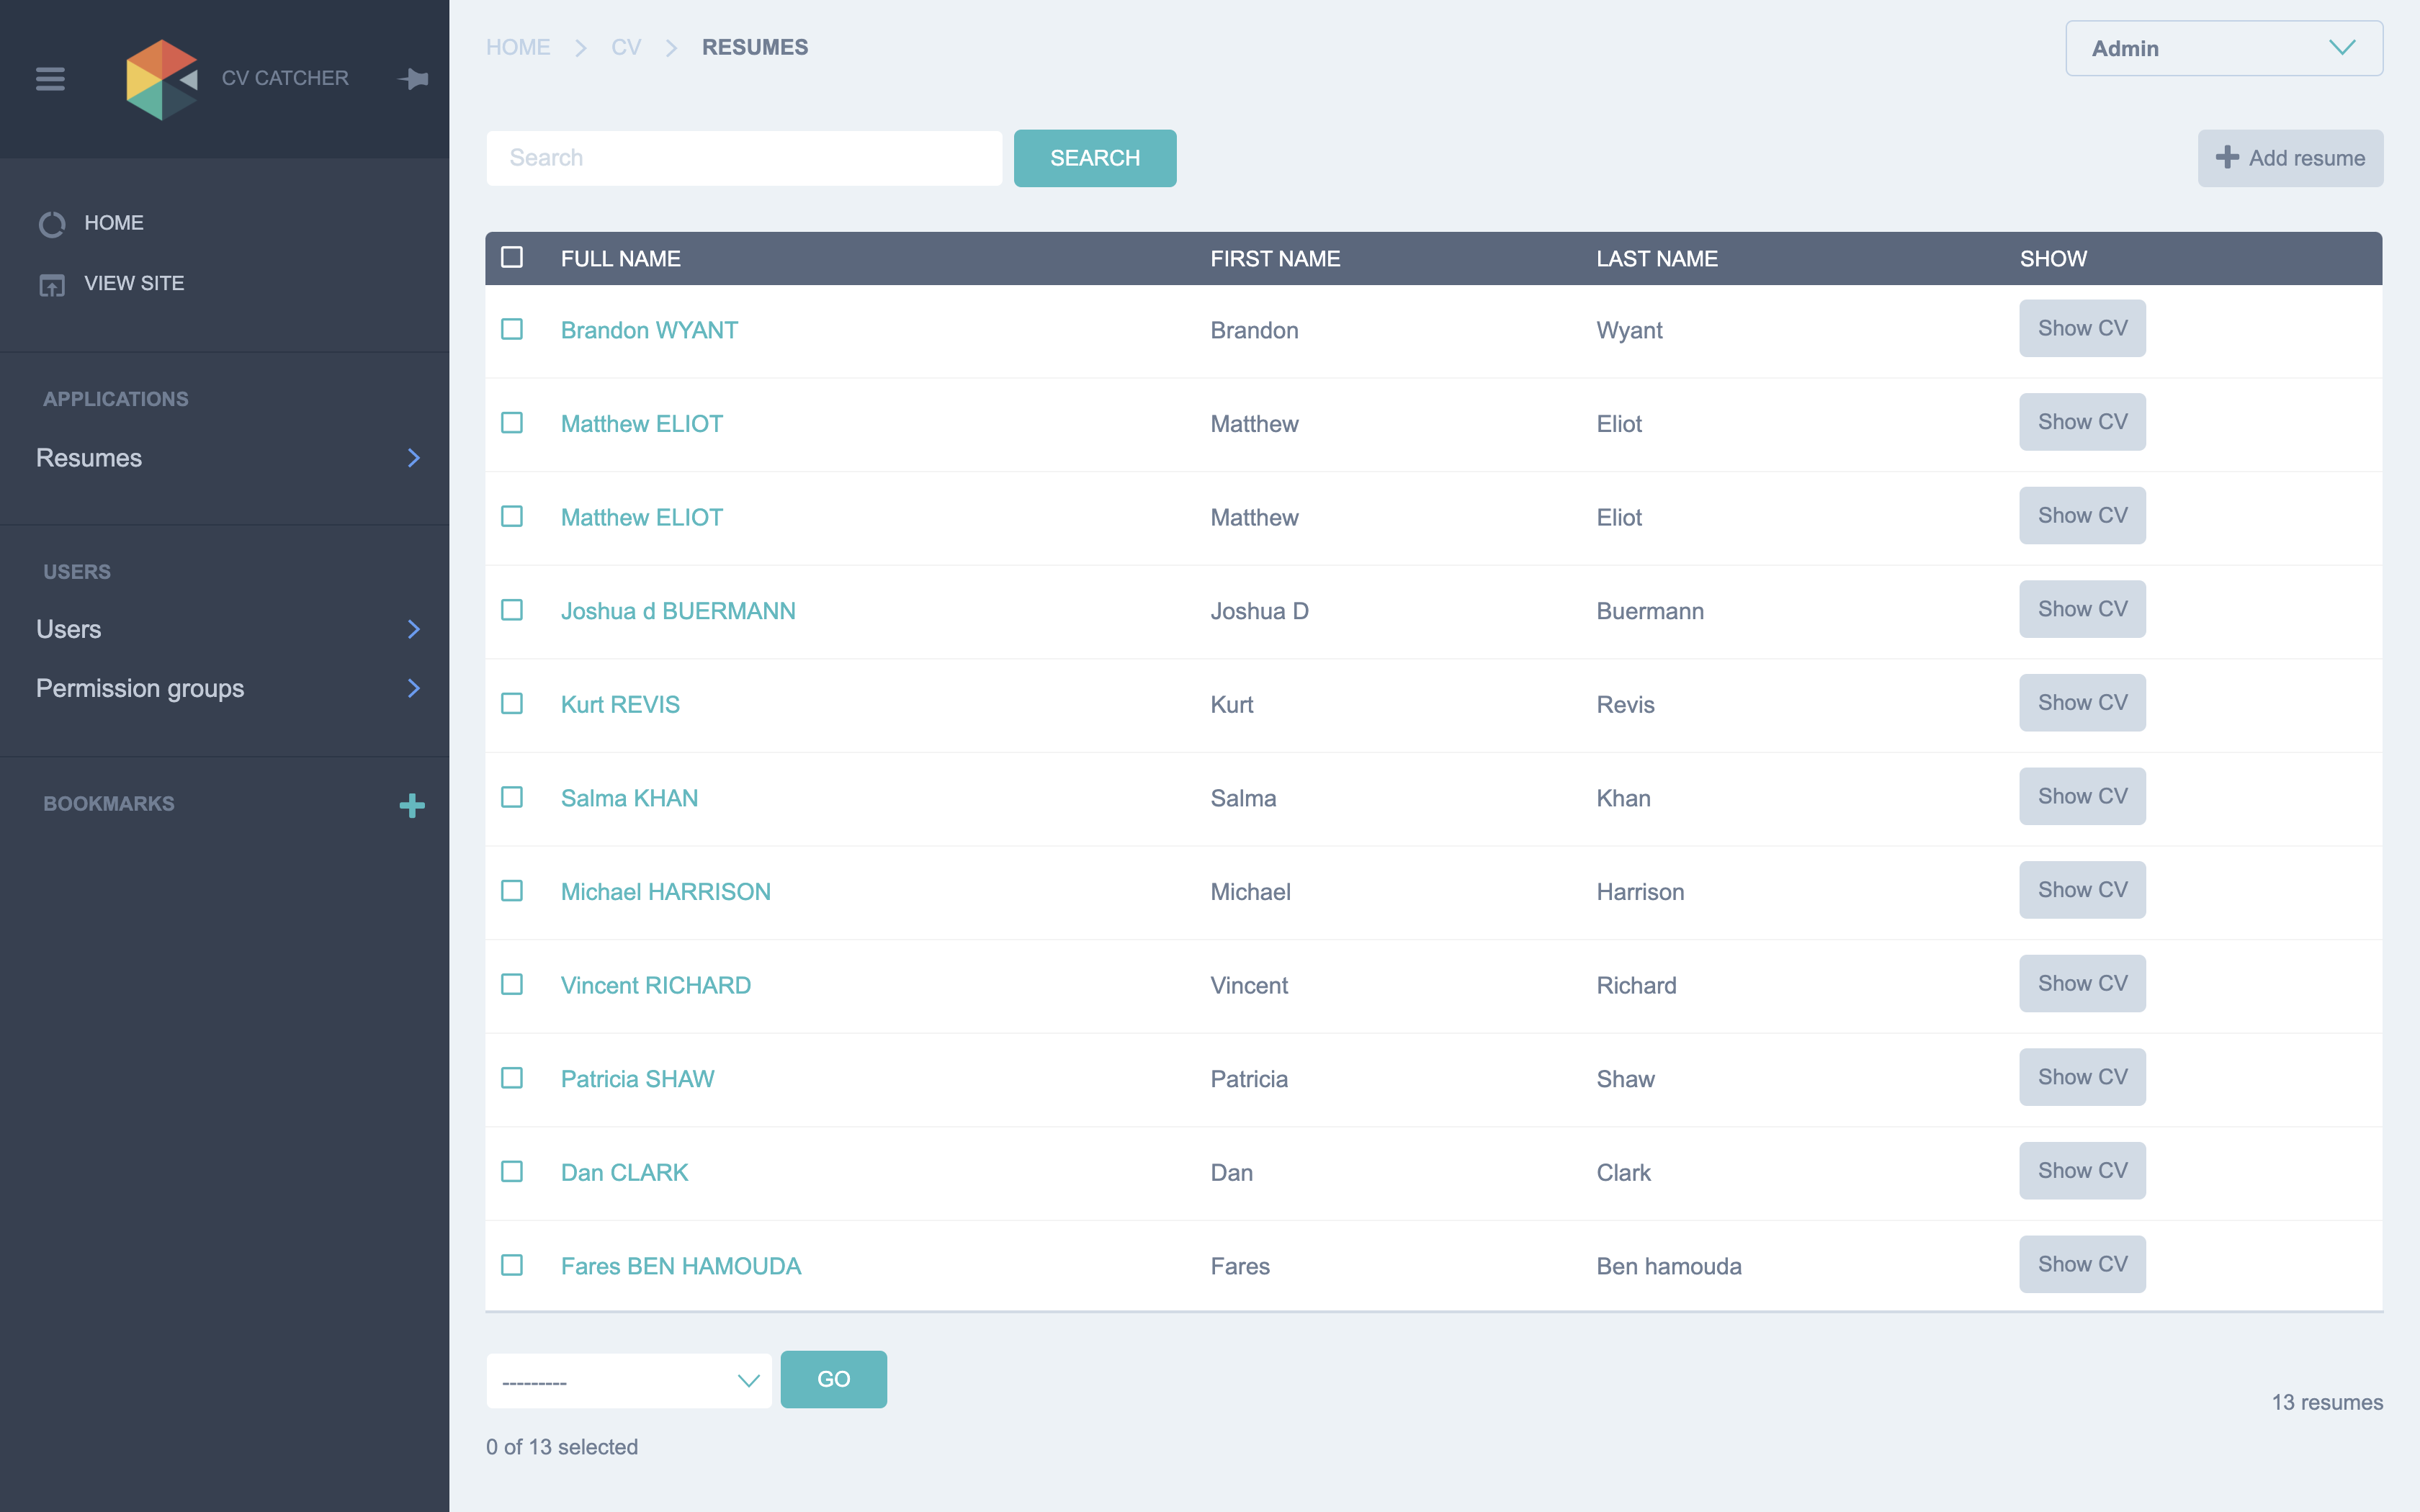 CV CATCHER
HOME
VIEW SITE
APPLICATIONS
Resumes
USERS
Users
Permission groups
BOOKMARKS
HOME > CV > RESUMES
Admin
Search
SEARCH
Add resume
FULL NAME FIRST NAME LAST NAME SHOW
Brandon WYANT Brandon Wyant Show CV
Matthew ELIOT Matthew Eliot Show CV
Matthew ELIOT Matthew Eliot Show CV
Joshua d BUERMANN Joshua D Buermann Show CV
Kurt REVIS Kurt Revis Show CV
Salma KHAN Salma Khan Show CV
Michael HARRISON Michael Harrison Show CV
Vincent RICHARD Vincent Richard Show CV
Patricia SHAW Patricia Shaw Show CV
Dan CLARK Dan Clark Show CV
Fares BEN HAMOUDA Fares Ben hamouda Show CV
---------
GO
13 resumes
0 of 13 selected